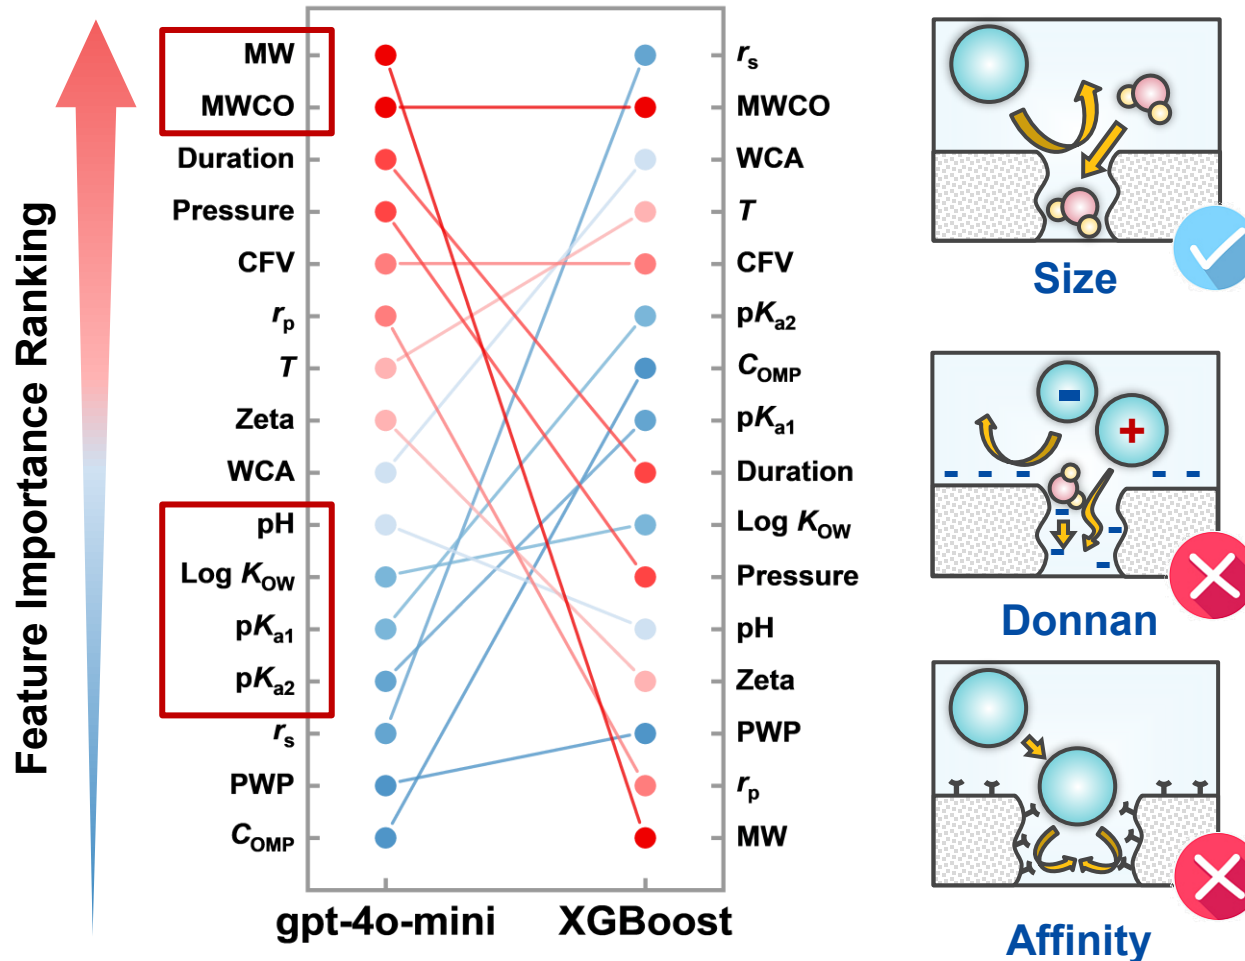 Feature Importance Ranking
MW
MWCO
Duration
Pressure
CFV
rp
T
Zeta
WCA
pH
Log KOW
pKa1
pKa2
rs
PWP
COMP
gpt-4o-mini
XGBoost
rs
MWCO
WCA
T
CFV
pKa2
COMP
pKa1
Duration
Log KOW
Pressure
pH
Zeta
PWP
rp
MW
Size
Donnan
Affinity